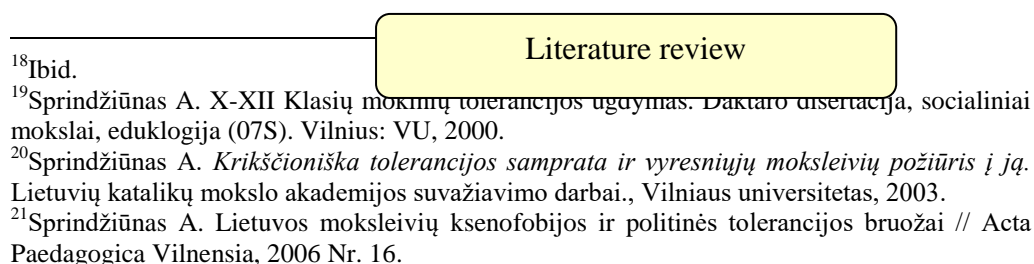 Literature review
¹⁸Ibid.
¹⁹Sprindžiūnas A. X-XII Klasių mokinių tolerancijos ugdymas. Daktaro disertacija, socialiniai
mokslai, eduklogija (07S). Vilnius: VU, 2000.
²⁰Sprindžiūnas A. Krikščioniška tolerancijos samprata ir vyresniųjų moksleivių požiūris į ją.
Lietuvių katalikų mokslo akademijos suvažiavimo darbai., Vilniaus universitetas, 2003.
²¹Sprindžiūnas A. Lietuvos moksleivių ksenofobijos ir politinės tolerancijos bruožai // Acta
Paedagogica Vilnensia, 2006 Nr. 16.